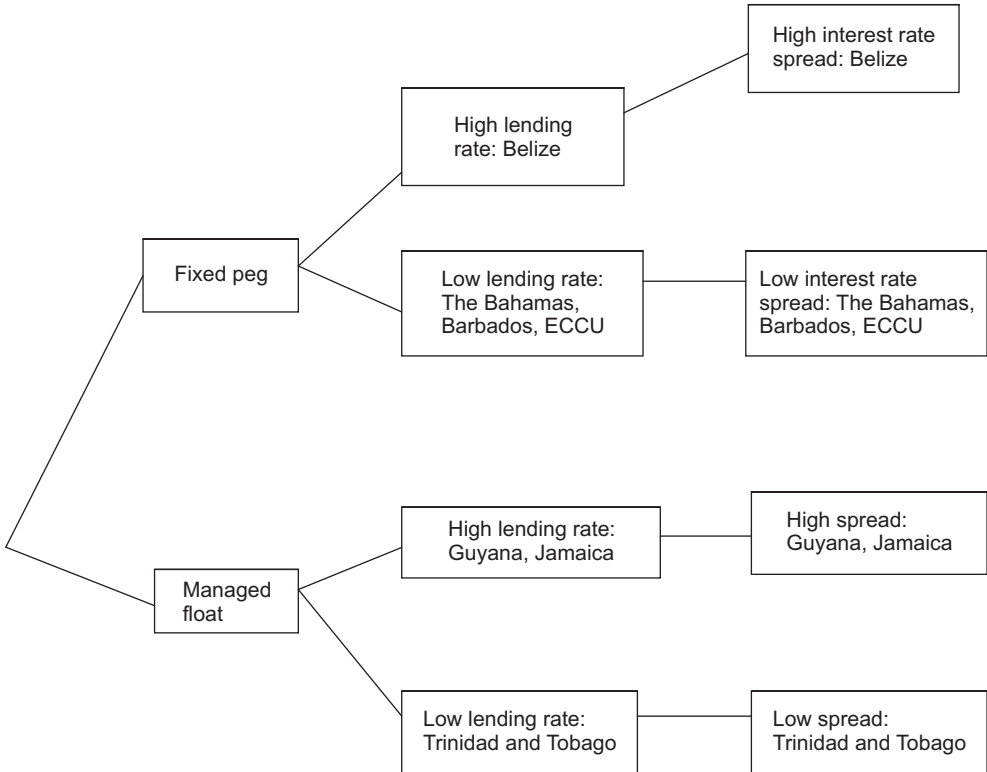 High interest rate
spread: Belize
High lending
rate: Belize
Fixed peg
Low lending rate:
The Bahamas,
Barbados, ECCU
Low interest rate
spread: The Bahamas,
Barbados, ECCU
High lending rate:
Guyana, Jamaica
High spread:
Guyana, Jamaica
Managed
float
Low lending rate:
Trinidad and Tobago
Low spread:
Trinidad and Tobago